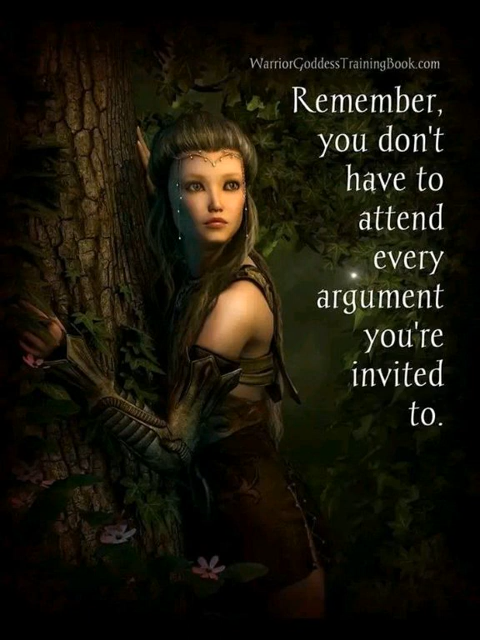 WarriorGoddessTrainingBook.com
Remember,
you don't
have to
attend
every
argument
you're
invited
to.